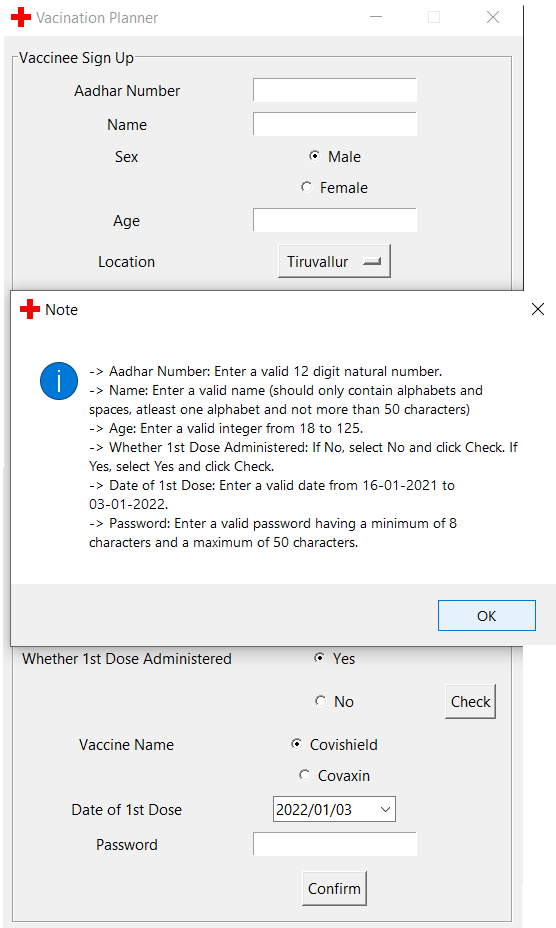 Vacination Planner
Vaccinee Sign Up
Aadhar Number
Name
Sex
Male
Female
Age
Location
Tiruvallur
Note
-> Aadhar Number: Enter a valid 12 digit natural number.
-> Name: Enter a valid name (should only contain alphabets and
spaces, atleast one alphabet and not more than 50 characters)
-> Age: Enter a valid integer from 18 to 125.
-> Whether 1st Dose Administered: If No, select No and click Check. If
Yes, select Yes and click Check.
-> Date of 1st Dose: Enter a valid date from 16-01-2021 to
03-01-2022.
-> Password: Enter a valid password having a minimum of 8
characters and a maximum of 50 characters.
OK
Whether 1st Dose Administered
Yes
No
Check
Vaccine Name
Covishield
Covaxin
Date of 1st Dose
2022/01/03
Password
Confirm